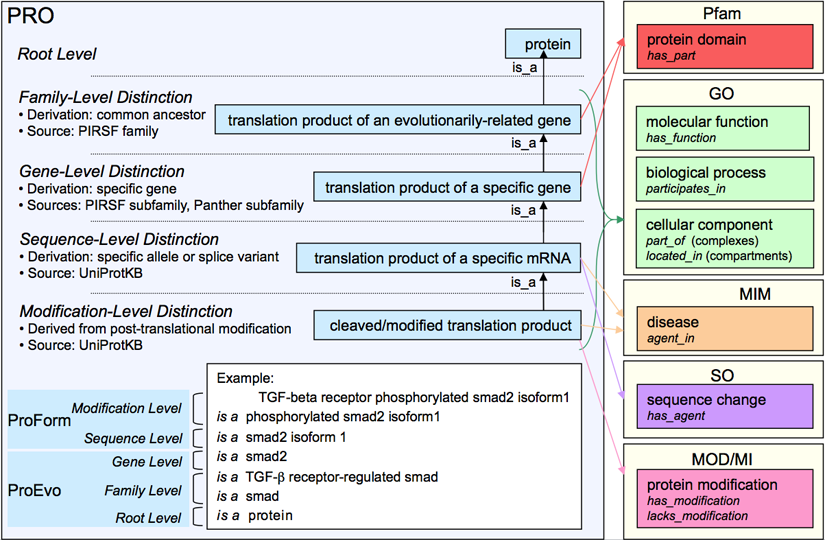 PRO
Root Level
protein
is_a
Family-Level Distinction
• Derivation: common ancestor
• Source: PIRSF family
translation product of an evolutionarily-related gene
is_a
Gene-Level Distinction
• Derivation: specific gene
• Sources: PIRSF subfamily, Panther subfamily
translation product of a specific gene
is_a
Sequence-Level Distinction
• Derivation: specific allele or splice variant
• Source: UniProtKB
translation product of a specific mRNA
is_a
Modification-Level Distinction
• Derived from post-translational modification
• Source: UniProtKB
cleaved/modified translation product
ProForm
Modification Level
Sequence Level
ProEvo
Gene Level
Family Level
Root Level
Example:
TGF-beta receptor phosphorylated smad2 isoform1
is a phosphorylated smad2 isoform1
is a smad2 isoform 1
is a smad2
is a TGF-β receptor-regulated smad
is a smad
is a protein
Pfam
protein domain
has_part
GO
molecular function
has_function
biological process
participates_in
cellular component
part_of (complexes)
located_in (compartments)
MIM
disease
agent_in
SO
sequence change
has_agent
MOD/MI
protein modification
has_modification
lacks_modification